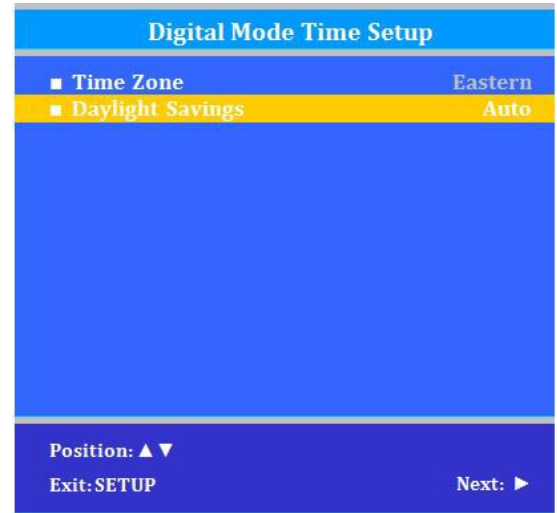 Digital Mode Time Setup
■ Time Zone Eastern
■ Daylight Savings Auto
Position: ▲ ▼
Exit: SETUP Next: ►